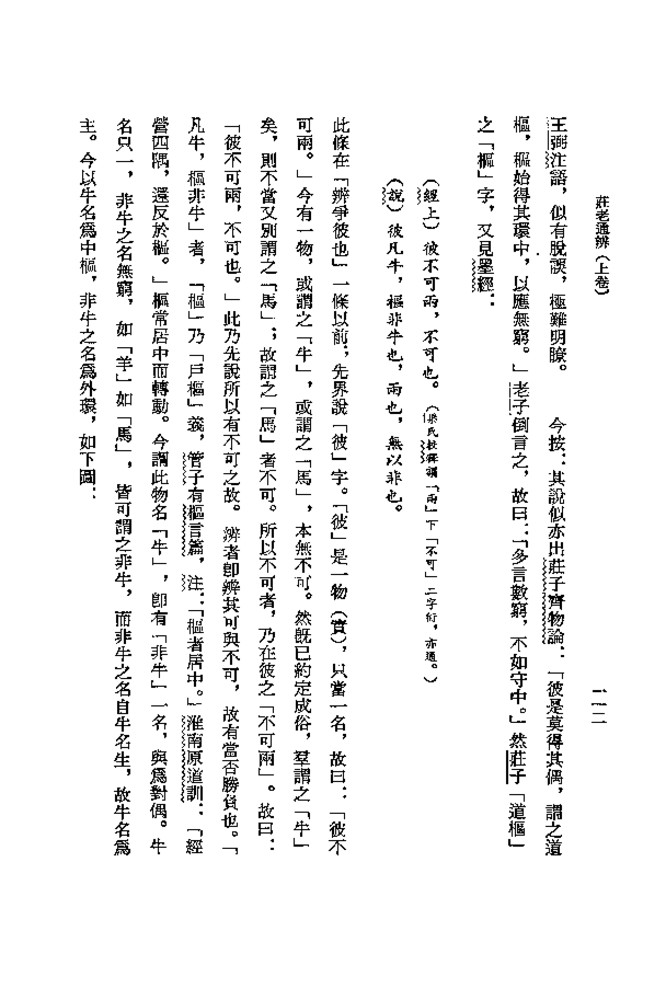 莊老通辨（上卷）
一一二
王弼注語，似有脫誤，極難明瞭。　今按：其說似亦出莊子齊物論：「彼是莫得其偶，謂之道
樞，樞始得其環中，以應無窮。」老子倒言之，故曰：「多言數窮，不如守中。」然莊子「道樞」
之「樞」字，又見墨經：
（經上）彼不可兩，不可也。（梁氏校釋謂「兩」下「不可」二字衍，亦通。）
（說）彼凡牛，樞非牛也，兩也，無以非也。
此條在「辨爭彼也」一條以前，先界說「彼」字。「彼」是一物（實），只當一名，故曰：「彼不
可兩。」今有一物，或謂之「牛」，或謂之「馬」，本無不可。然旣已約定成俗，羣謂之「牛」
矣，則不當又別謂之「馬」；故謂之「馬」者不可。所以不可者，乃在彼之「不可兩」。故曰：
「彼不可兩，不可也。」此乃先說所以有不可之故。辨者卽辨其可與不可，故有當否勝負也。「
凡牛，樞非牛」者，「樞」乃「戶樞」義，管子有樞言篇，注：「樞者居中。」淮南原道訓：「經
營四隅，還反於樞。」樞常居中而轉動。今謂此物名「牛」，卽有「非牛」一名，與爲對偶。牛
名只一，非牛之名無窮，如「羊」如「馬」，皆可謂之非牛，而非牛之名自牛名生，故牛名爲
主。今以牛名爲中樞，非牛之名爲外環，如下圖：